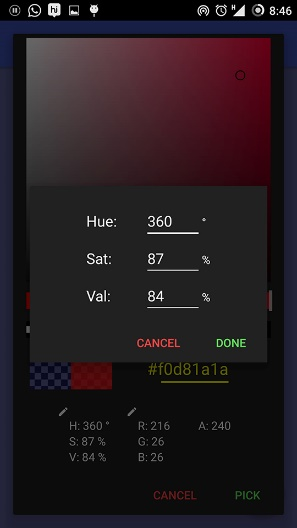 hi
H
8:46
Hue: 360 °
Sat: 87 %
Val: 84 %
CANCEL DONE
#f0d81a1a
H: 360 ° R: 216 A: 240
S: 87 % G: 26
V: 84 % B: 26
CANCEL PICK